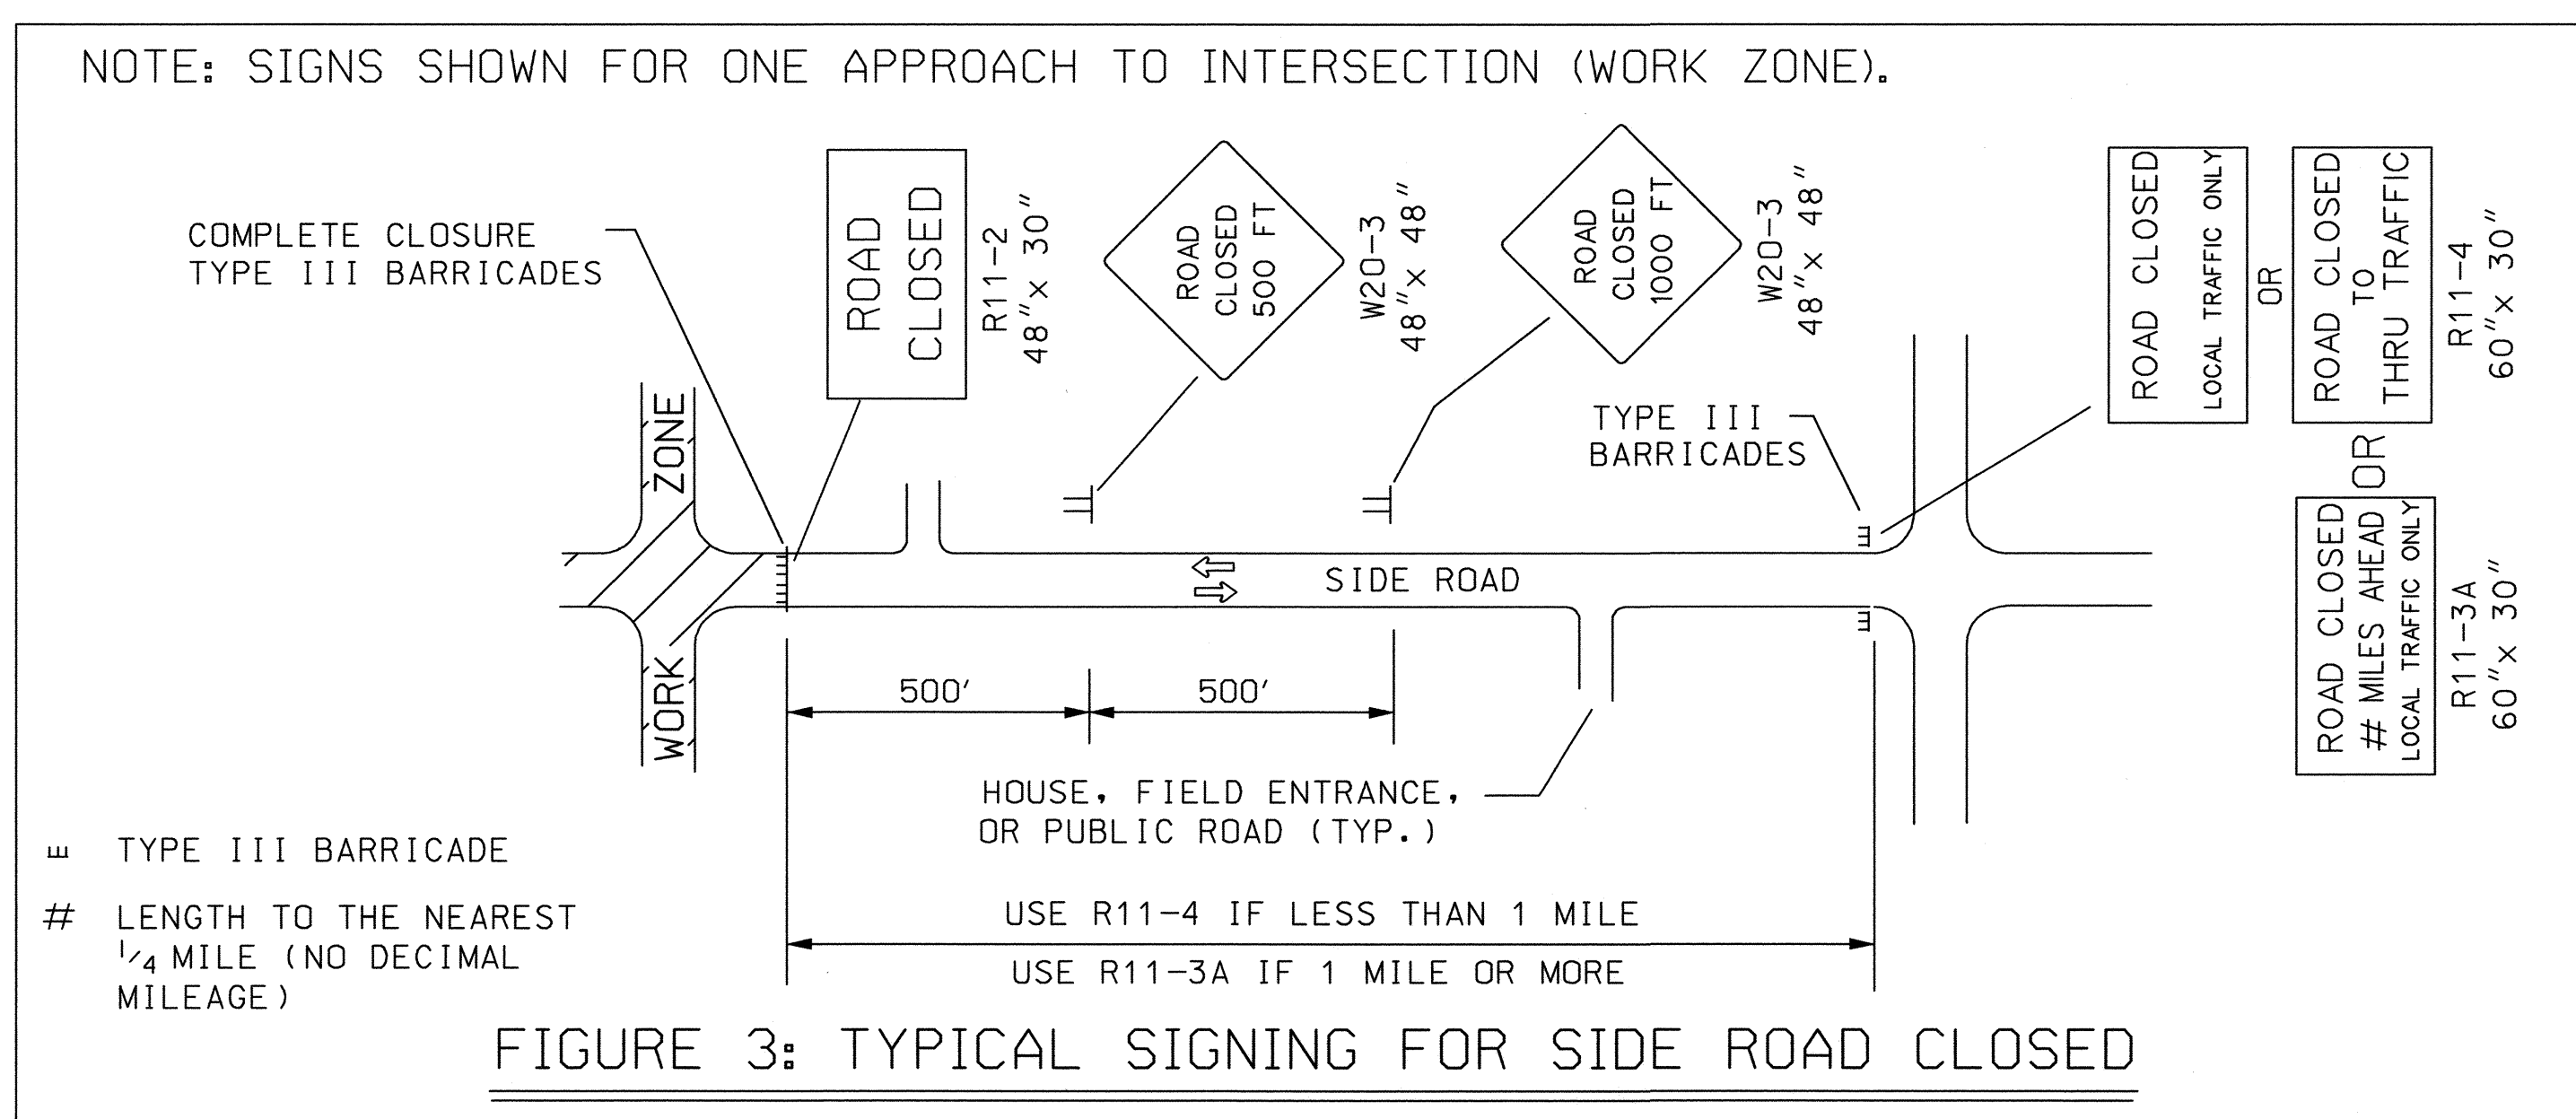 NOTE: SIGNS SHOWN FOR ONE APPROACH TO INTERSECTION (WORK ZONE).
COMPLETE CLOSURE
TYPE III BARRICADES
ROAD
CLOSED
R11-2
48"x 30"
ROAD
CLOSED
500 FT
W20-3
48"x 48"
ROAD
CLOSED
1000 FT
W20-3
48"x 48"
TYPE III
BARRICADES
ROAD CLOSED
LOCAL TRAFFIC ONLY
OR
ROAD CLOSED
TO
THRU TRAFFIC
R11-4
60"x 30"
OR
ROAD CLOSED
# MILES AHEAD
LOCAL TRAFFIC ONLY
R11-3A
60"x 30"
WORK ZONE
SIDE ROAD
500'
500'
HOUSE, FIELD ENTRANCE,
OR PUBLIC ROAD (TYP.)
TYPE III BARRICADE
# LENGTH TO THE NEAREST
1/4 MILE (NO DECIMAL
MILEAGE)
USE R11-4 IF LESS THAN 1 MILE
USE R11-3A IF 1 MILE OR MORE
FIGURE 3: TYPICAL SIGNING FOR SIDE ROAD CLOSED